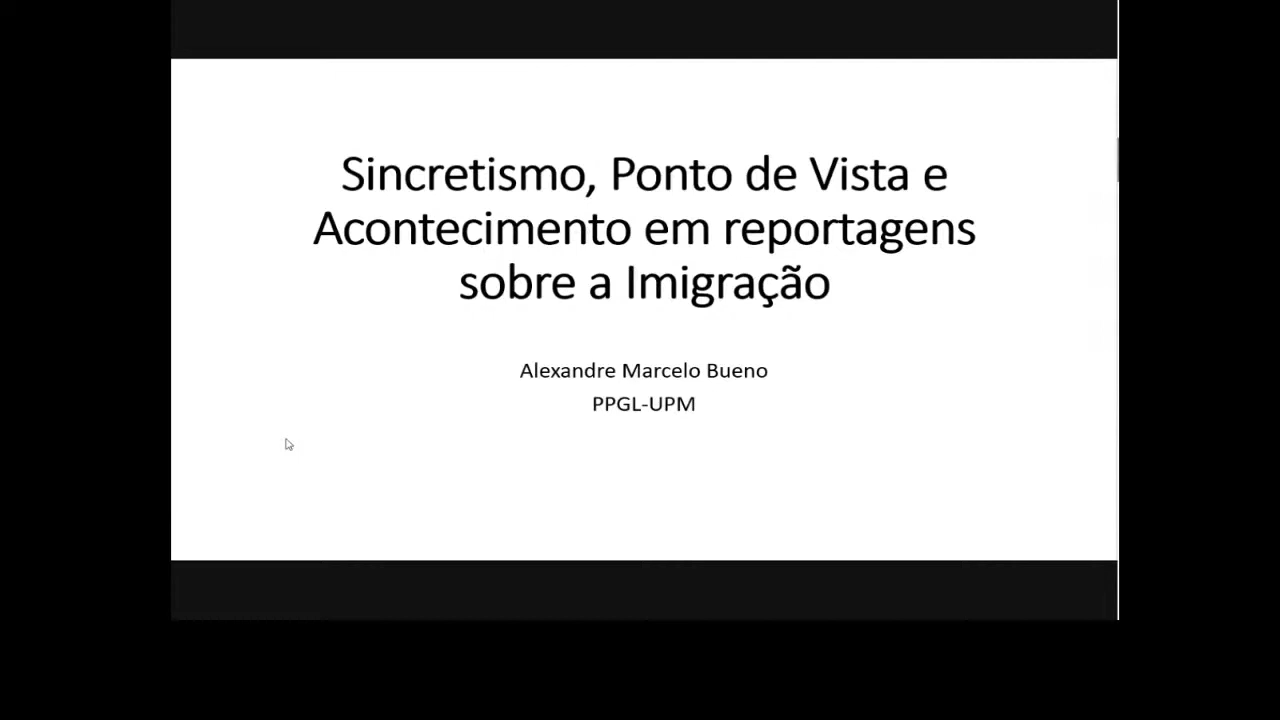 Sincretismo, Ponto de Vista e
Acontecimento em reportagens
sobre a Imigração
Alexandre Marcelo Bueno
PPGL-UPM